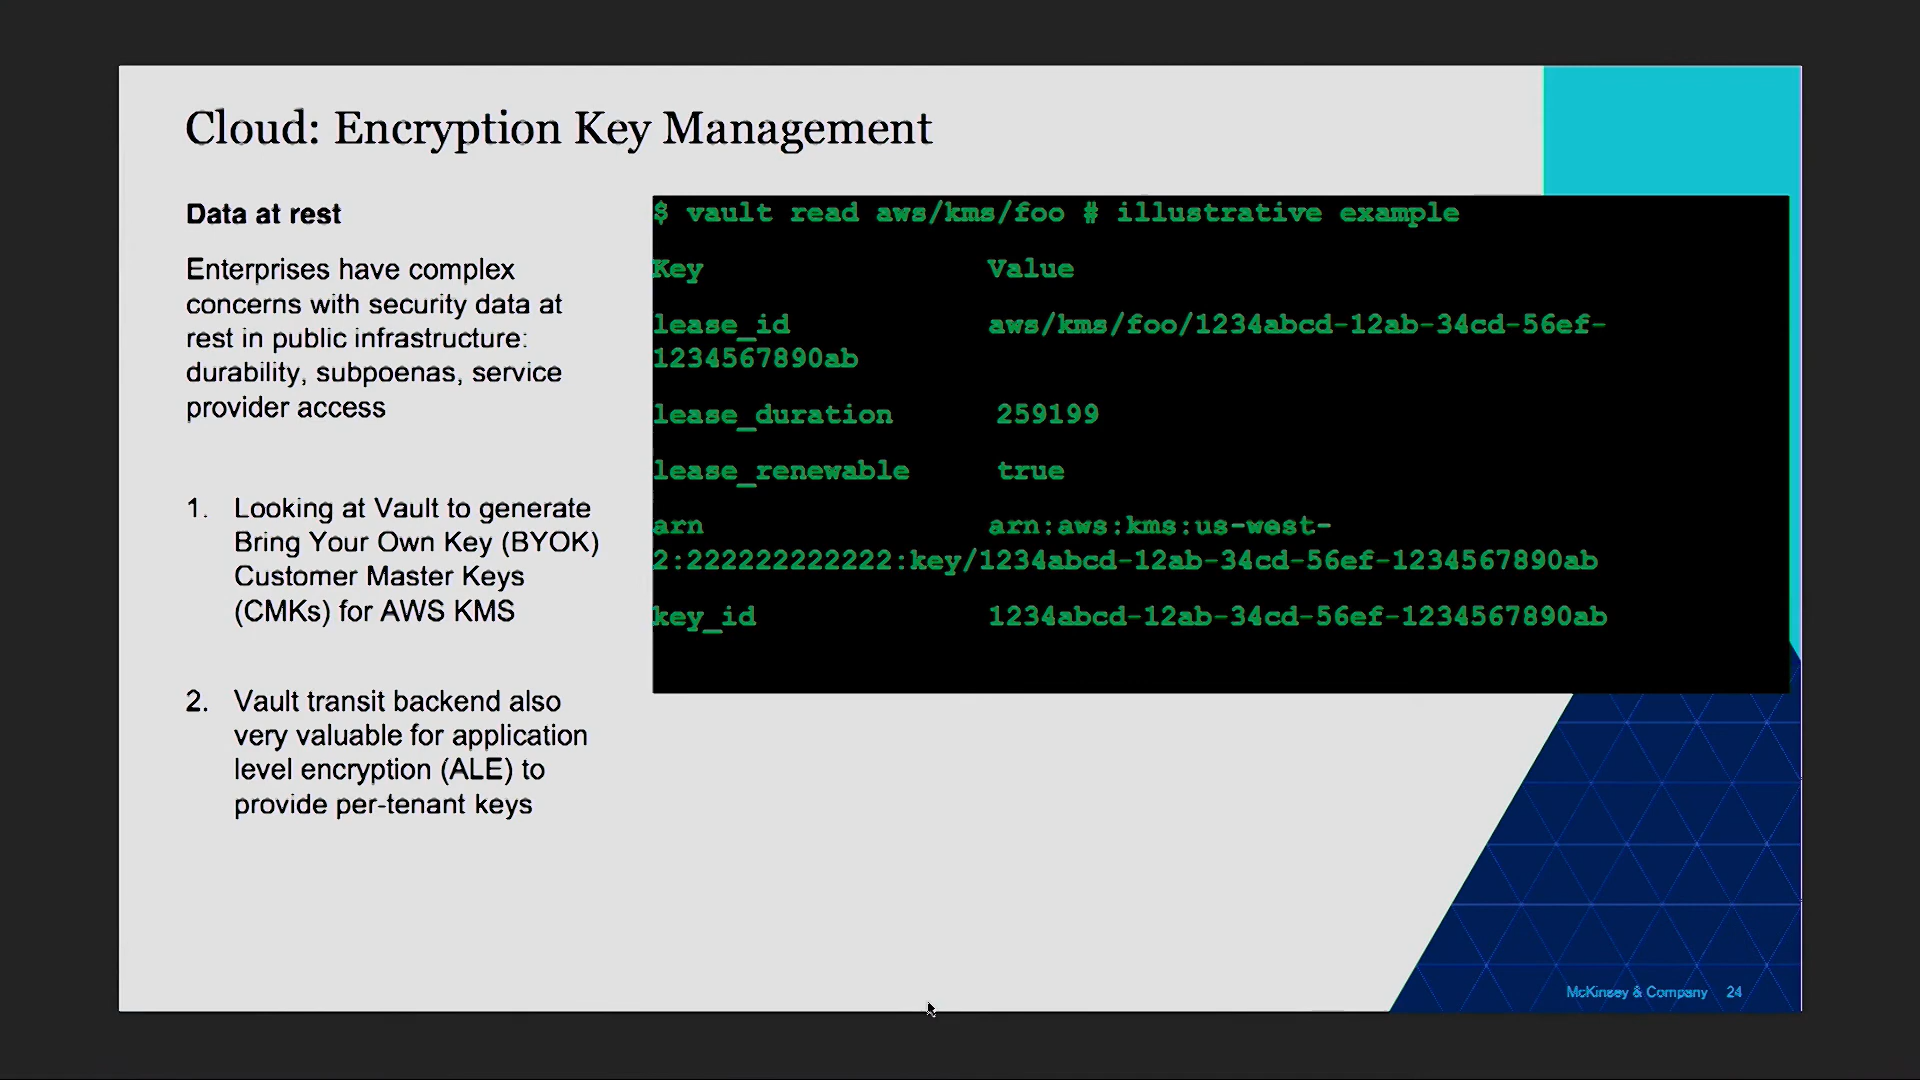 Cloud: Encryption Key Management
Data at rest
Enterprises have complex
concerns with security data at
rest in public infrastructure:
durability, subpoenas, service
provider access
1. Looking at Vault to generate
Bring Your Own Key (BYOK)
Customer Master Keys
(CMKs) for AWS KMS
2. Vault transit backend also
very valuable for application
level encryption (ALE) to
provide per-tenant keys
$ vault read aws/kms/foo # illustrative example
Key Value
lease_id aws/kms/foo/1234abcd-12ab-34cd-56ef-
1234567890ab
lease_duration 259199
lease_renewable true
arn arn:aws:kms:us-west-
2:222222222222:key/1234abcd-12ab-34cd-56ef-1234567890ab
key_id 1234abcd-12ab-34cd-56ef-1234567890ab
McKinsey & Company 24